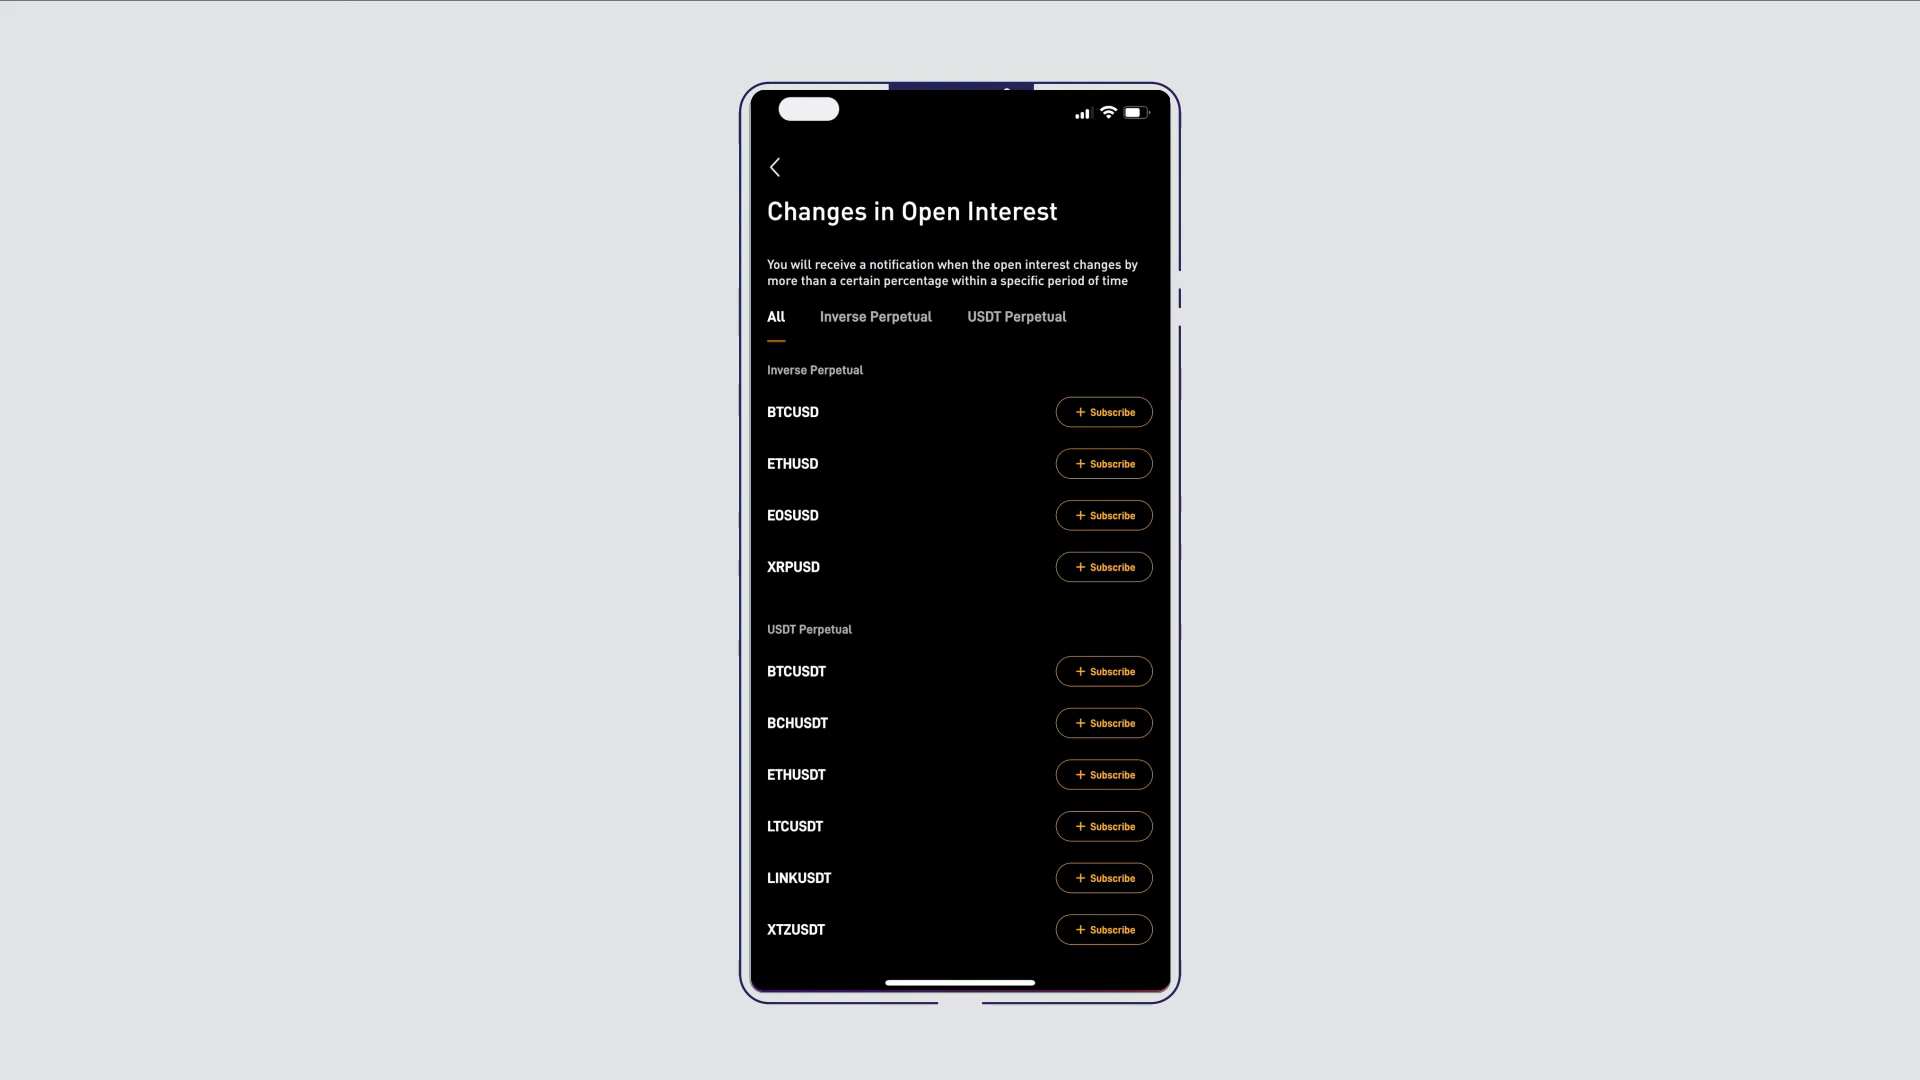 Changes in Open Interest
You will receive a notification when the open interest changes by
more than a certain percentage within a specific period of time
All Inverse Perpetual USDT Perpetual
Inverse Perpetual
BTCUSD + Subscribe
ETHUSD + Subscribe
EOSUSD + Subscribe
XRPUSD + Subscribe
USDT Perpetual
BTCUSDT + Subscribe
BCHUSDT + Subscribe
ETHUSDT + Subscribe
LTCUSDT + Subscribe
LINKUSDT + Subscribe
XTZUSDT + Subscribe